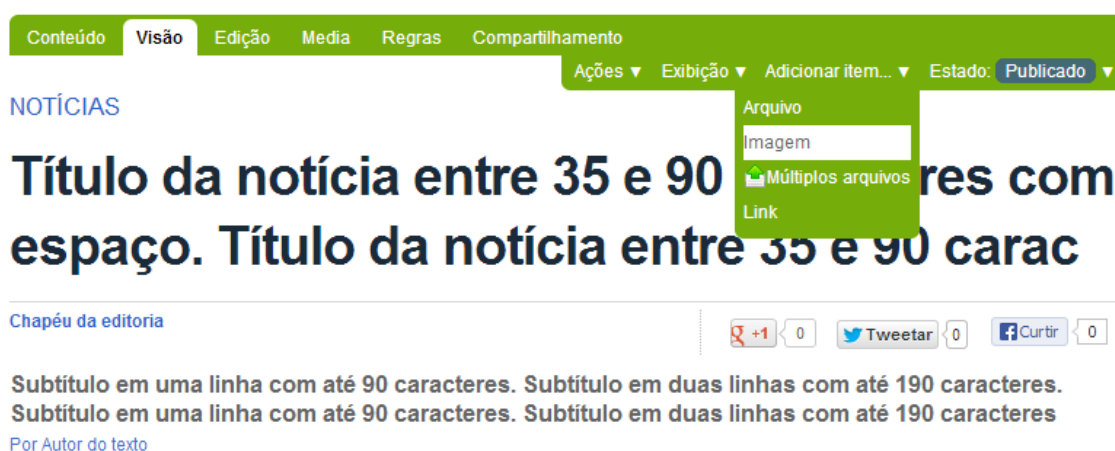 Conteúdo Visão Edição Media Regras Compartilhamento
Ações ▼ Exibição ▼ Adicionar item... ▼ Estado: Publicado ▼
Arquivo
Imagem
Múltiplos arquivos
Link
NOTÍCIAS
Título da notícia entre 35 e 90 res com
espaço. Título da notícia entre 35 e 90 carac
Chapéu da editoria
+1 0 Tweetar 0 Curtir 0
Subtítulo em uma linha com até 90 caracteres. Subtítulo em duas linhas com até 190 caracteres.
Subtítulo em uma linha com até 90 caracteres. Subtítulo em duas linhas com até 190 caracteres
Por Autor do texto